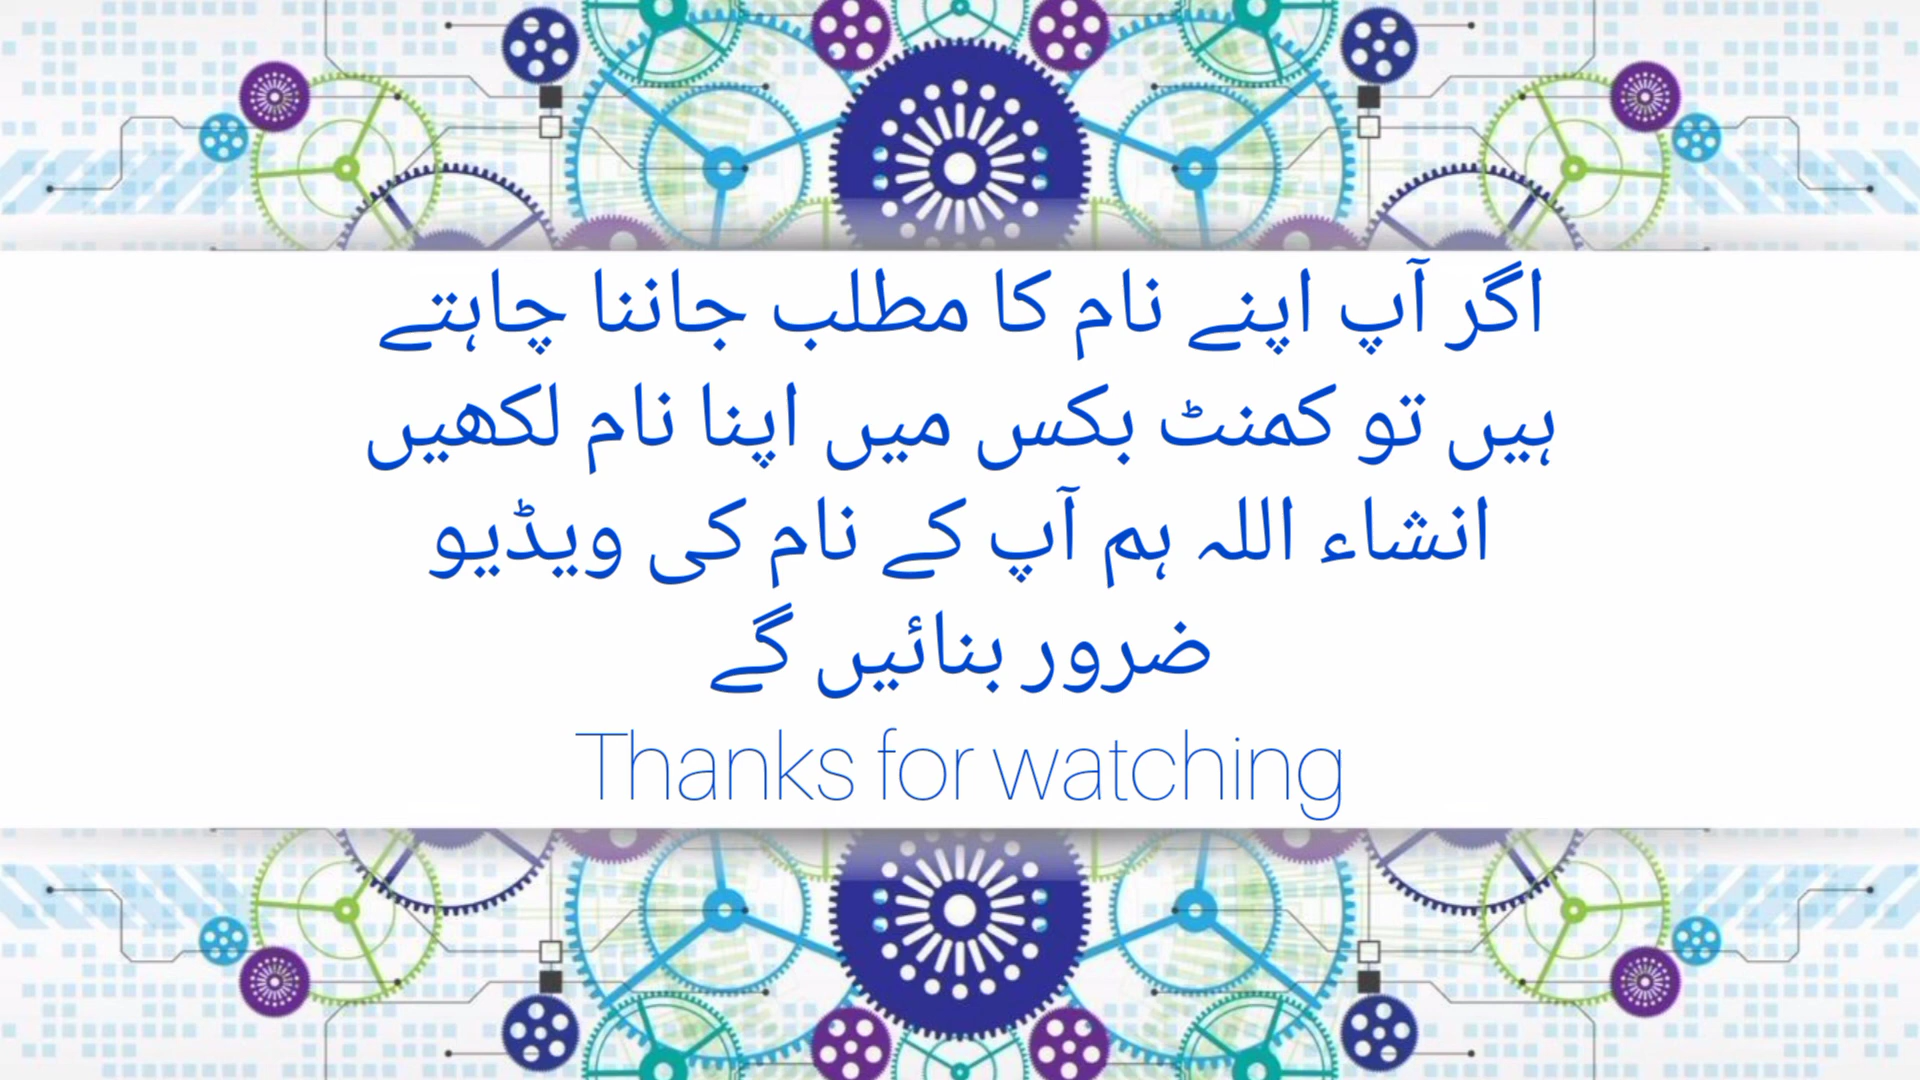 اگر آپ اپنے نام کا مطلب جاننا چاہتے
ہیں تو کمنٹ بکس میں اپنا نام لکھیں
انشاء اللہ ہم آپ کے نام کی ویڈیو
ضرور بنائیں گے
Thanks for watching